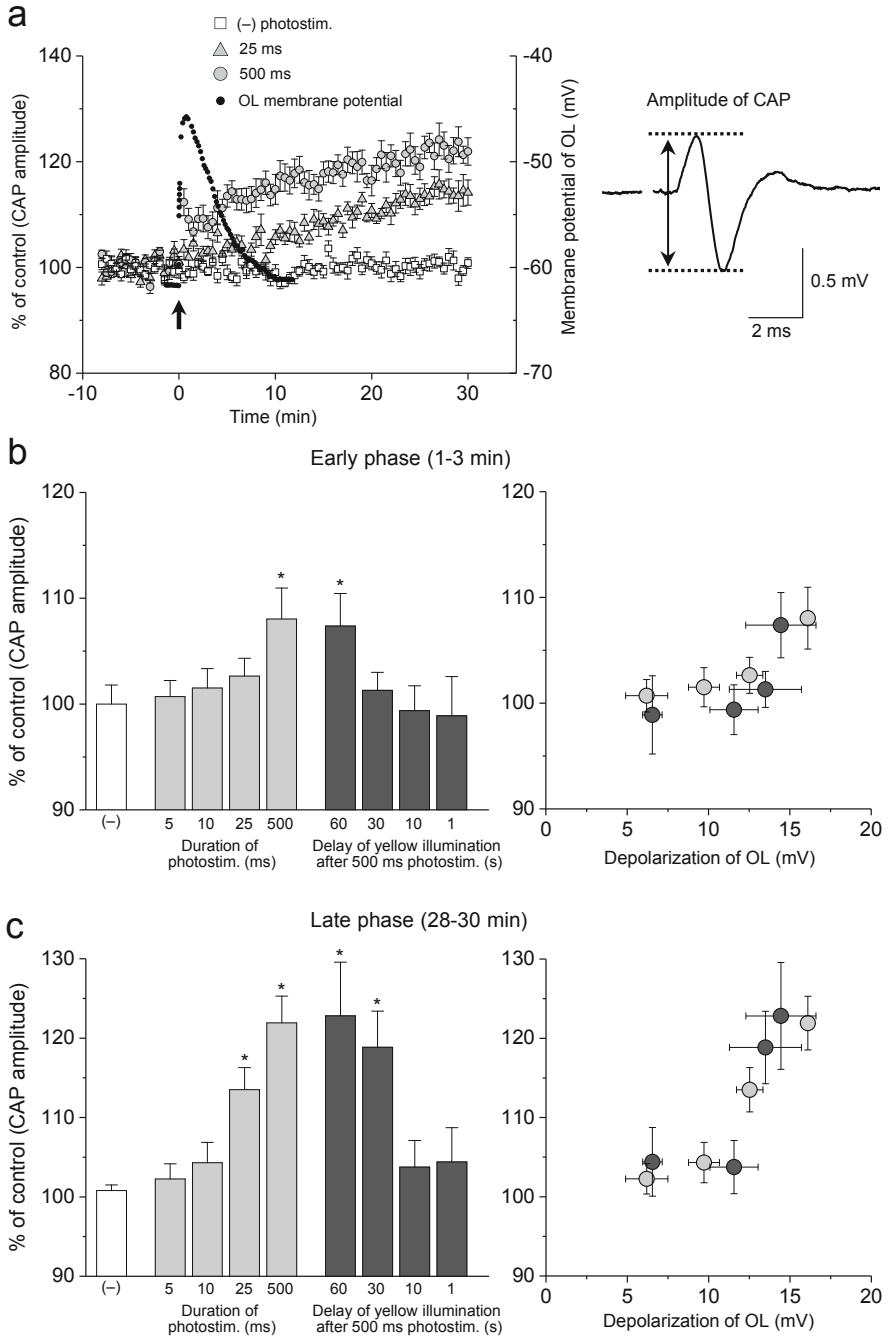 a
(–) photostim.
25 ms
500 ms
OL membrane potential
140
130
120
110
100
90
80
-10
0
10
20
30
Time (min)
% of control (CAP amplitude)
-40
-50
-60
-70
Membrane potential of OL (mV)
Amplitude of CAP
0.5 mV
2 ms
b
Early phase (1-3 min)
120
110
100
90
% of control (CAP amplitude)
*
*
(–)
5
10
25
500
60
30
10
1
Duration of
photostim. (ms)
Delay of yellow illumination
after 500 ms photostim. (s)
120
110
100
90
0
5
10
15
20
Depolarization of OL (mV)
c
Late phase (28-30 min)
130
120
110
100
90
% of control (CAP amplitude)
*
*
*
*
(–)
5
10
25
500
60
30
10
1
Duration of
photostim. (ms)
Delay of yellow illumination
after 500 ms photostim. (s)
130
120
110
100
90
0
5
10
15
20
Depolarization of OL (mV)